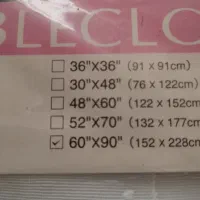 BLECLO
36"X36" (91 x 91cm)
30"X48" (76 x 122cm)
48"X60" (122 x 152cm
52"X70" (132 x 177cm
60"X90" (152 x 228cm